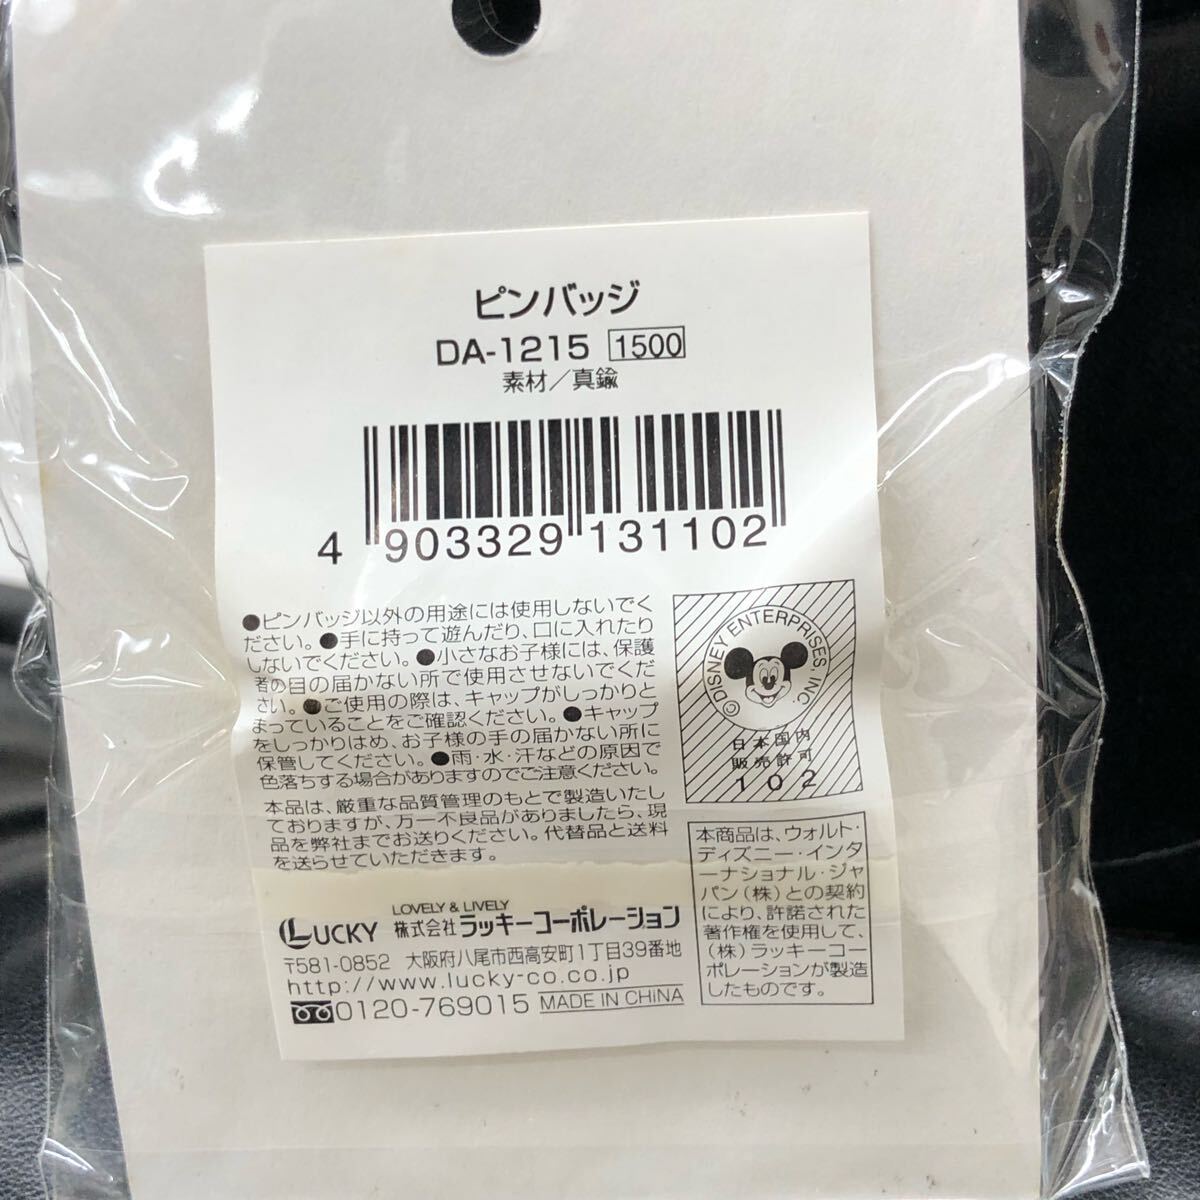 ピンバッジ
DA-1215 1500
素材／真鍮
4 903329 131102
●ピンバッジ以外の用途には使用しないでく
ださい。●手に持って遊んだり、口に入れたり
しないでください。●小さなお子様には、保護
者の目の届かない所で使用させないでくだ
さい。●ご使用の際は、キャップがしっかりと
まっていることをご確認ください。●キャップ
をしっかりはめ、お子様の手の届かない所に
保管してください。●雨・水・汗などの原因で
色落ちする場合がありますのでご注意ください。
本品は、厳重な品質管理のもとで製造いたし
ておりますが、万一不良品がありましたら、現
品を弊社までお送りください。代替品と送料
を送らせていただきます。
©DISNEY ENTERPRISES, INC.
日本国内
販売許可
102
本商品は、ウォルト・
ディズニー・インタ
ーナショナル・ジャ
パン（株）との契約
により、許諾された
著作権を使用して、
（株）ラッキーコー
ポレーションが製造
したものです。
LOVELY & LIVELY
LUCKY 株式会社ラッキーコーポレーション
〒581-0852 大阪府八尾市西高安町1丁目39番地
http://www.lucky-co.co.jp
0120-769015 MADE IN CHINA